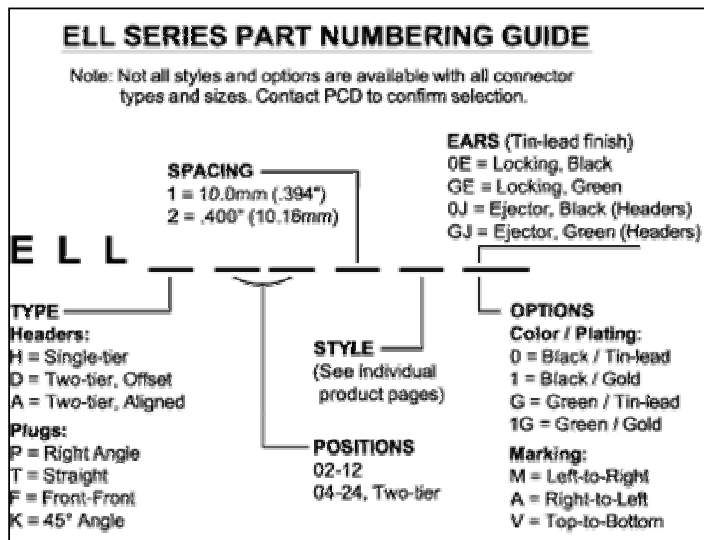 ELL SERIES PART NUMBERING GUIDE
Note: Not all styles and options are available with all connector
types and sizes. Contact PCD to confirm selection.
EARS (Tin-lead finish)
0E = Locking, Black
GE = Locking, Green
0J = Ejector, Black (Headers)
GJ = Ejector, Green (Headers)
SPACING
1 = 10.0mm (.394")
2 = .400" (10.16mm)
E L L
TYPE
Headers:
H = Single-tier
D = Two-tier, Offset
A = Two-tier, Aligned
Plugs:
P = Right Angle
T = Straight
F = Front-Front
K = 45° Angle
STYLE
(See individual
product pages)
POSITIONS
02-12
04-24, Two-tier
OPTIONS
Color / Plating:
0 = Black / Tin-lead
1 = Black / Gold
G = Green / Tin-lead
1G = Green / Gold
Marking:
M = Left-to-Right
A = Right-to-Left
V = Top-to-Bottom